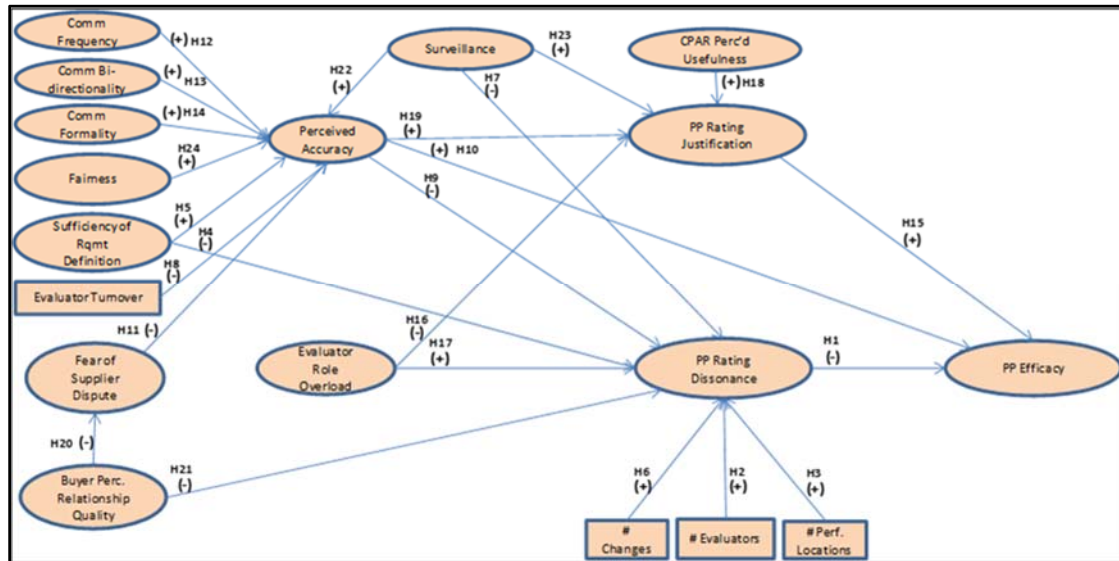 Comm
Frequency
(+) H12
Comm Bi-
directionality
(+)
H13
Comm
Formality
(+) H14
Fairness
H24
(+)
Sufficiency of
Rqmt
Definition
H5
(+)
H4
(-)
Evaluator Turnover
H8
(-)
H11 (-)
Fear of
Supplier
Dispute
H20 (-)
Buyer Perc.
Relationship
Quality
H21
(-)
Surveillance
H22
(+)
H7
(-)
H23
(+)
CPAR Perc'd
Usefulness
(+) H18
Perceived
Accuracy
H19
(+)
(+) H10
H9
(-)
PP Rating
Justification
H15
(+)
Evaluator
Role
Overload
H16
(-)
H17
(+)
PP Rating
Dissonance
H1
(-)
PP Efficacy
H6
(+)
H2
(+)
H3
(+)
#
Changes
# Evaluators
# Perf.
Locations